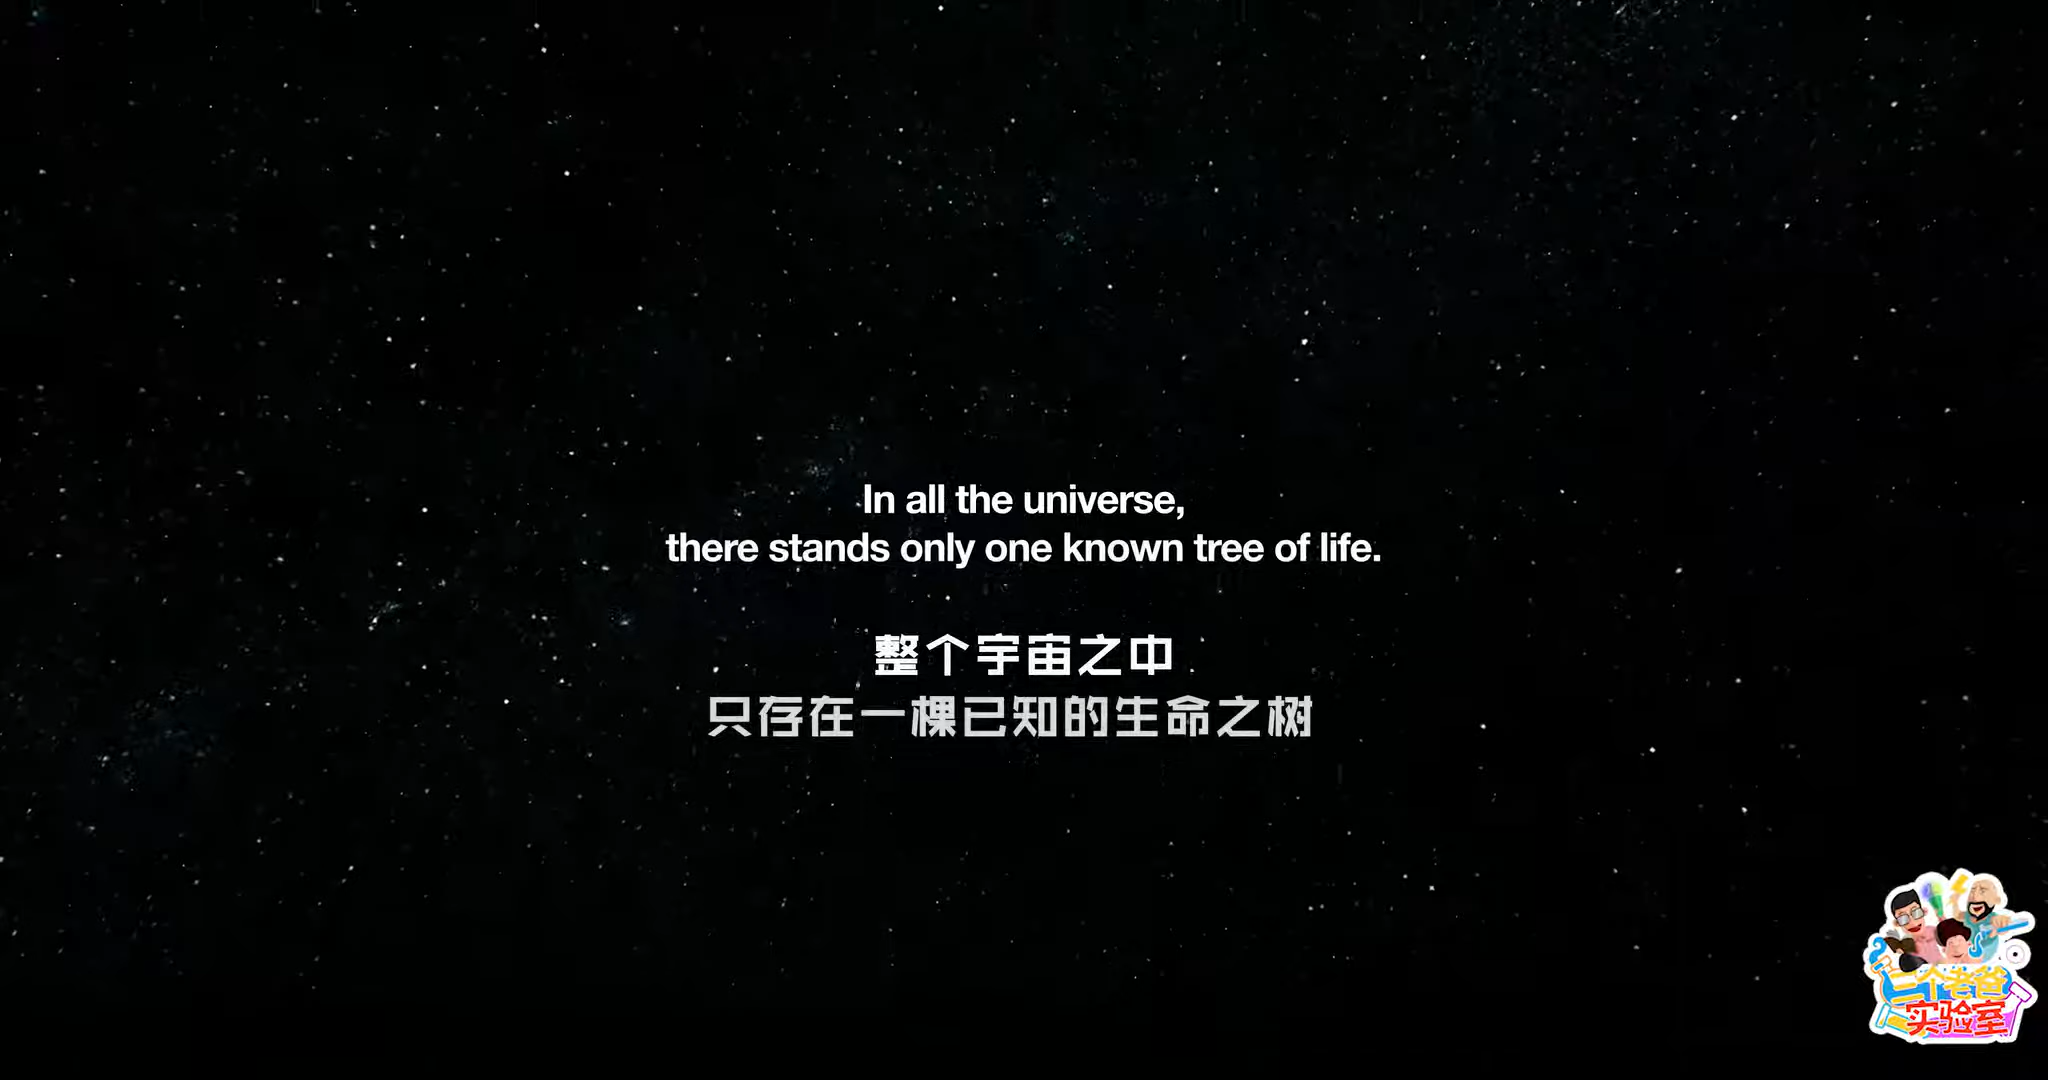 In all the universe,
there stands only one known tree of life.
整个宇宙之中
只存在一棵已知的生命之树
二个老爸
实验室